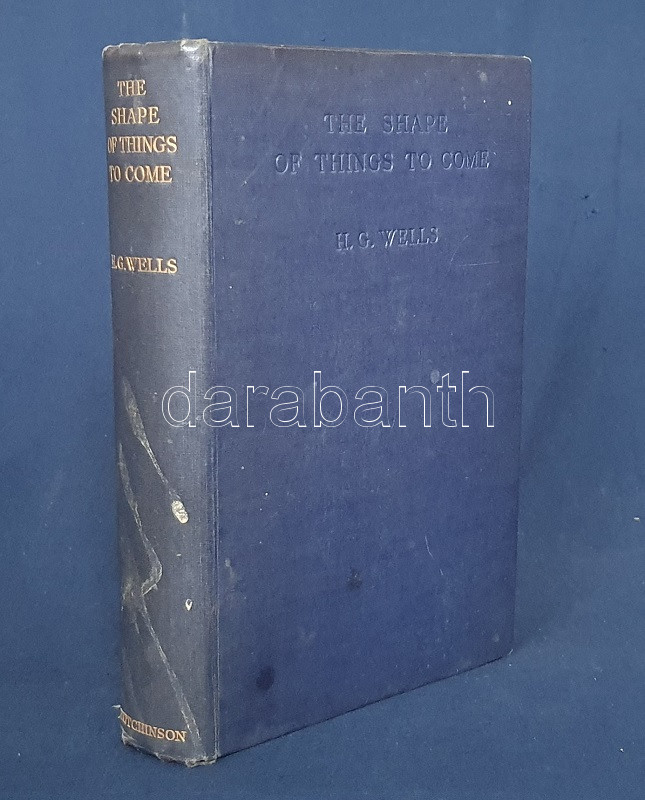 THE
SHAPE
OF THINGS
TO COME
H.G. WELLS
HUTCHINSON
THE SHAPE
OF THINGS TO COME
H. G. WELLS
darabanth